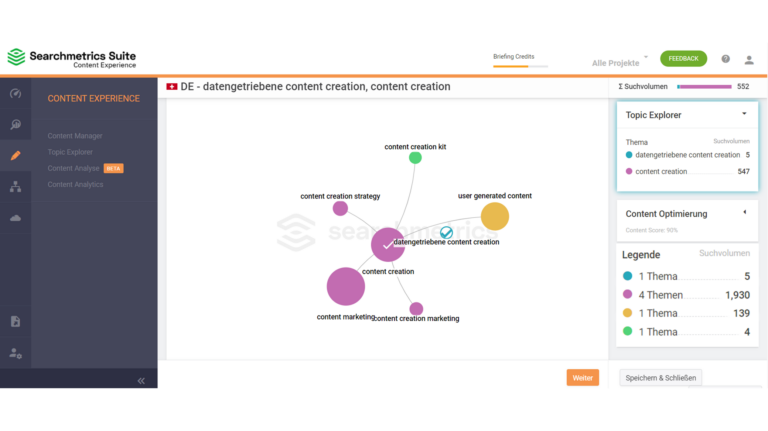 Searchmetrics Suite
Content Experience
Briefing Credits
Alle Projekte
FEEDBACK
CONTENT EXPERIENCE
Content Manager
Topic Explorer
Content Analyse BETA
Content Analytics
DE - datengetriebene content creation, content creation
content creation kit
content creation strategy
user generated content
searchmetrics
datengetriebene content creation
content creation
content marketing
content creation marketing
Weiter
Σ Suchvolumen 552
Topic Explorer
Thema Suchvolumen
datengetriebene content creation 5
content creation 547
Content Optimierung
Content Score: 90%
Legende Suchvolumen
1 Thema 5
4 Themen 1,930
1 Thema 139
1 Thema 4
Speichern & Schließen